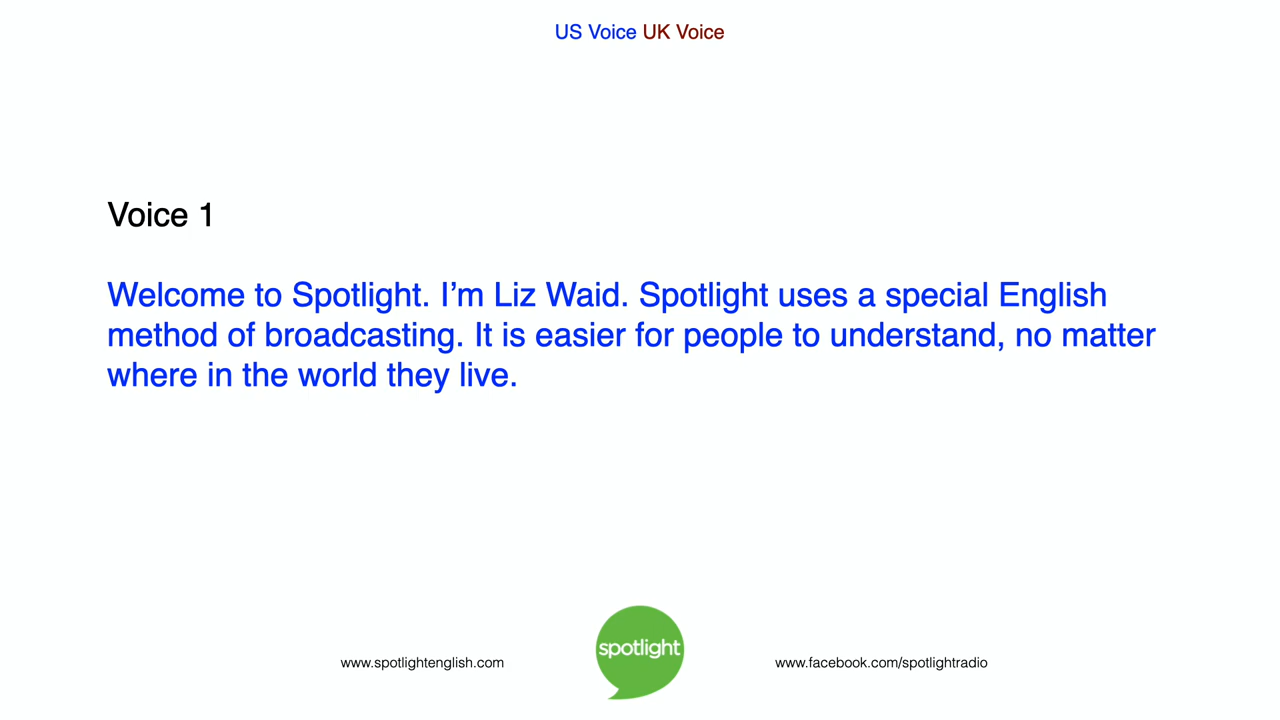 US Voice UK Voice
Voice 1
Welcome to Spotlight. I’m Liz Waid. Spotlight uses a special English
method of broadcasting. It is easier for people to understand, no matter
where in the world they live.
www.spotlightenglish.com
spotlight
www.facebook.com/spotlightradio